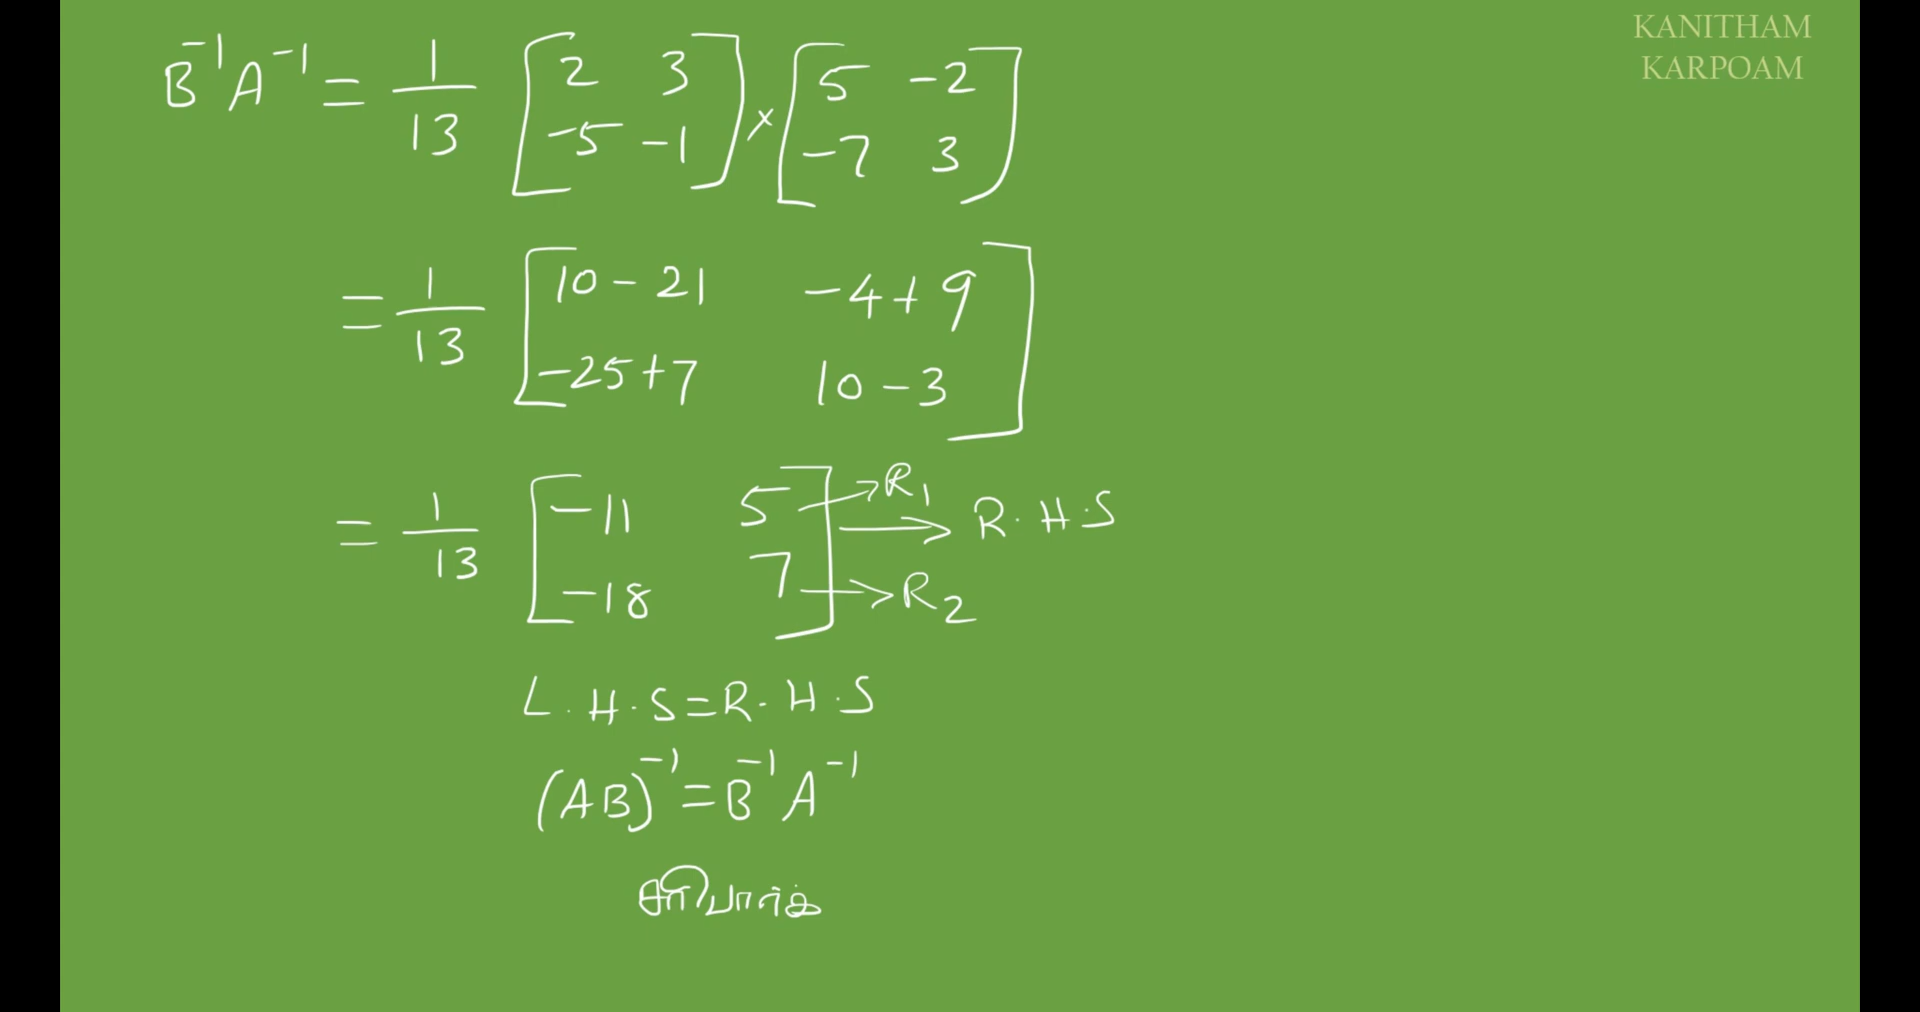 KANITHAM
KARPOAM
B⁻¹A⁻¹ = 1/13 [2 3; -5 -1] × [5 -2; -7 3]
= 1/13 [10-21 -4+9; -25+7 10-3]
= 1/13 [-11 5; -18 7] → R1 → R.H.S → R2
L.H.S = R.H.S
(AB)⁻¹ = B⁻¹A⁻¹